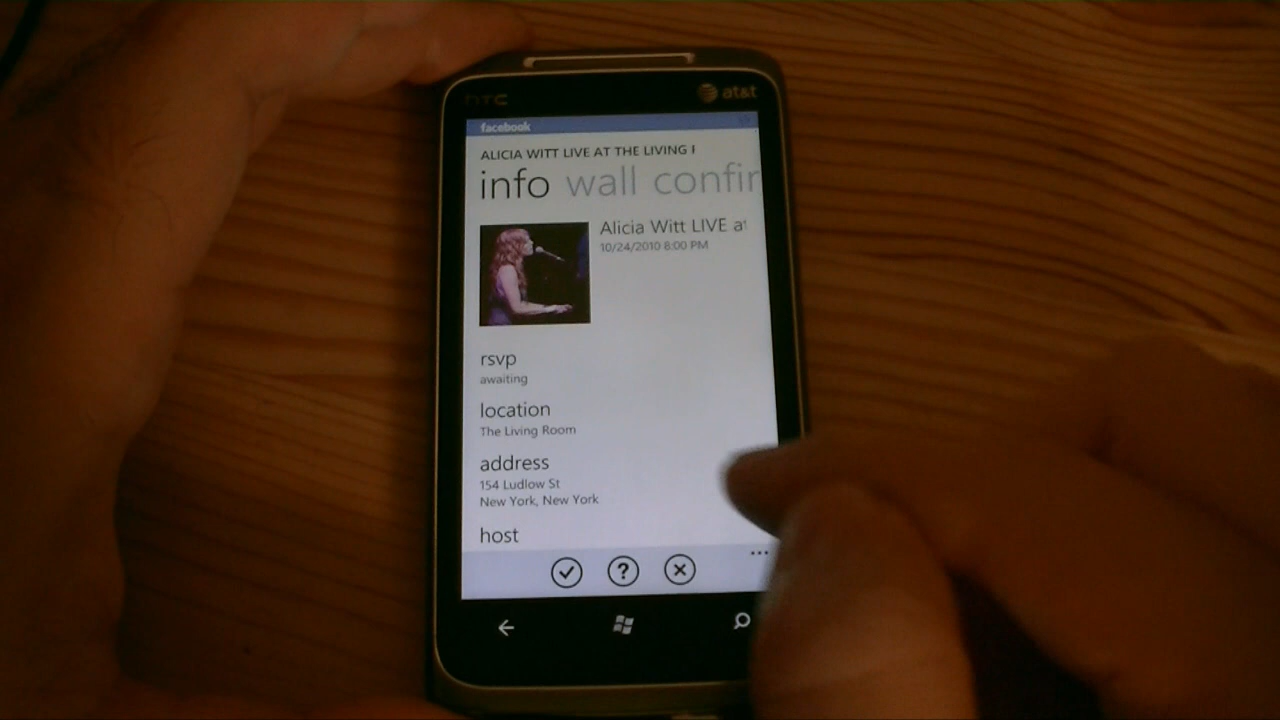 hTC
at&t
facebook
ALICIA WITT LIVE AT THE LIVING
info wall confir
Alicia Witt LIVE a
10/24/2010 8:00 PM
rsvp
awaiting
location
The Living Room
address
154 Ludlow St
New York, New York
host
?
...